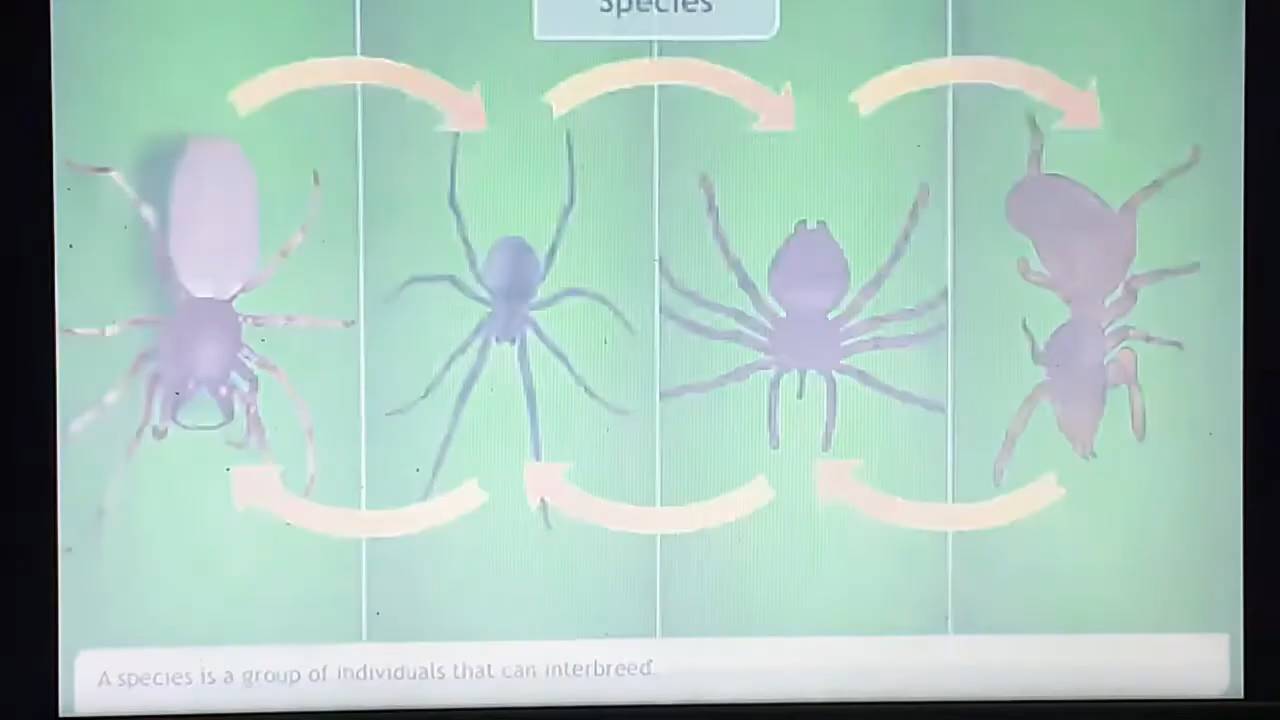 Species
A species is a group of individuals that can interbreed.